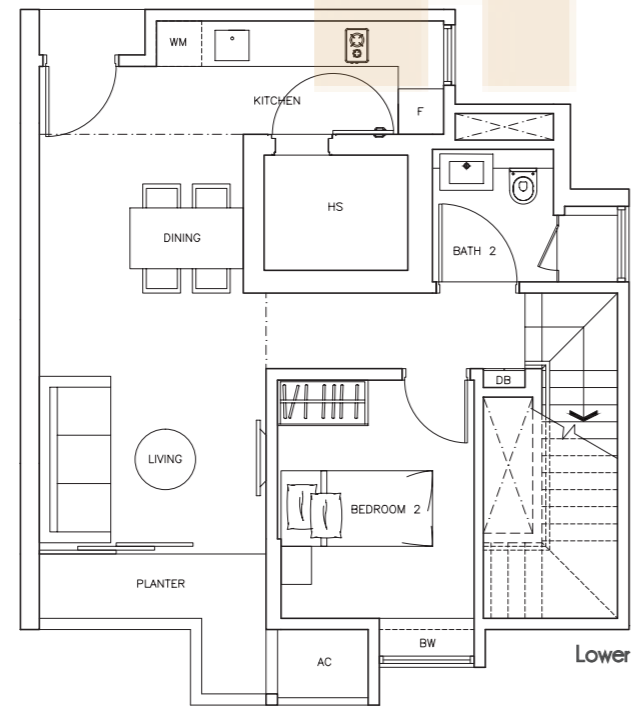 WM
KITCHEN
F
HS
DINING
BATH 2
DB
LIVING
BEDROOM 2
PLANTER
BW
AC
Lower